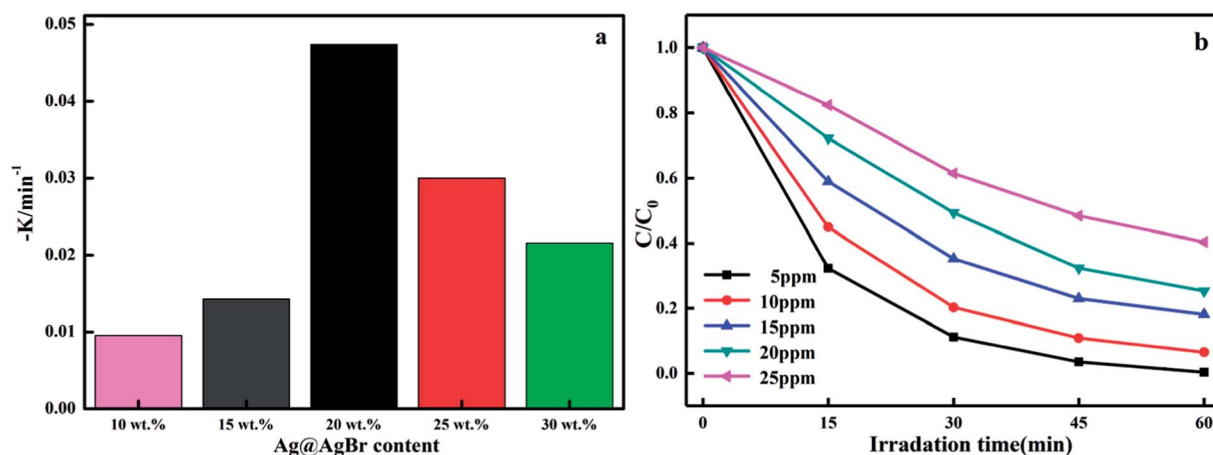 a
-K/min⁻¹
0.05
0.04
0.03
0.02
0.01
0.00
10 wt.% 15 wt.% 20 wt.% 25 wt.% 30 wt.%
Ag@AgBr content
b
C/C₀
1.0
0.8
0.6
0.4
0.2
0.0
5ppm
10ppm
15ppm
20ppm
25ppm
0 15 30 45 60
Irradation time(min)